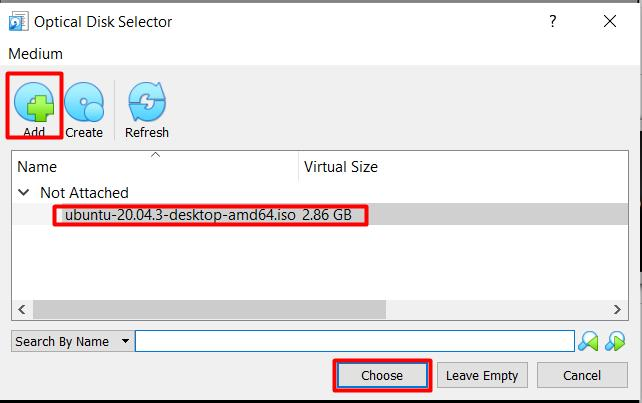 Optical Disk Selector ?
Medium
Add Create Refresh
Name Virtual Size
Not Attached
ubuntu-20.04.3-desktop-amd64.iso 2.86 GB
Search By Name
Choose Leave Empty Cancel